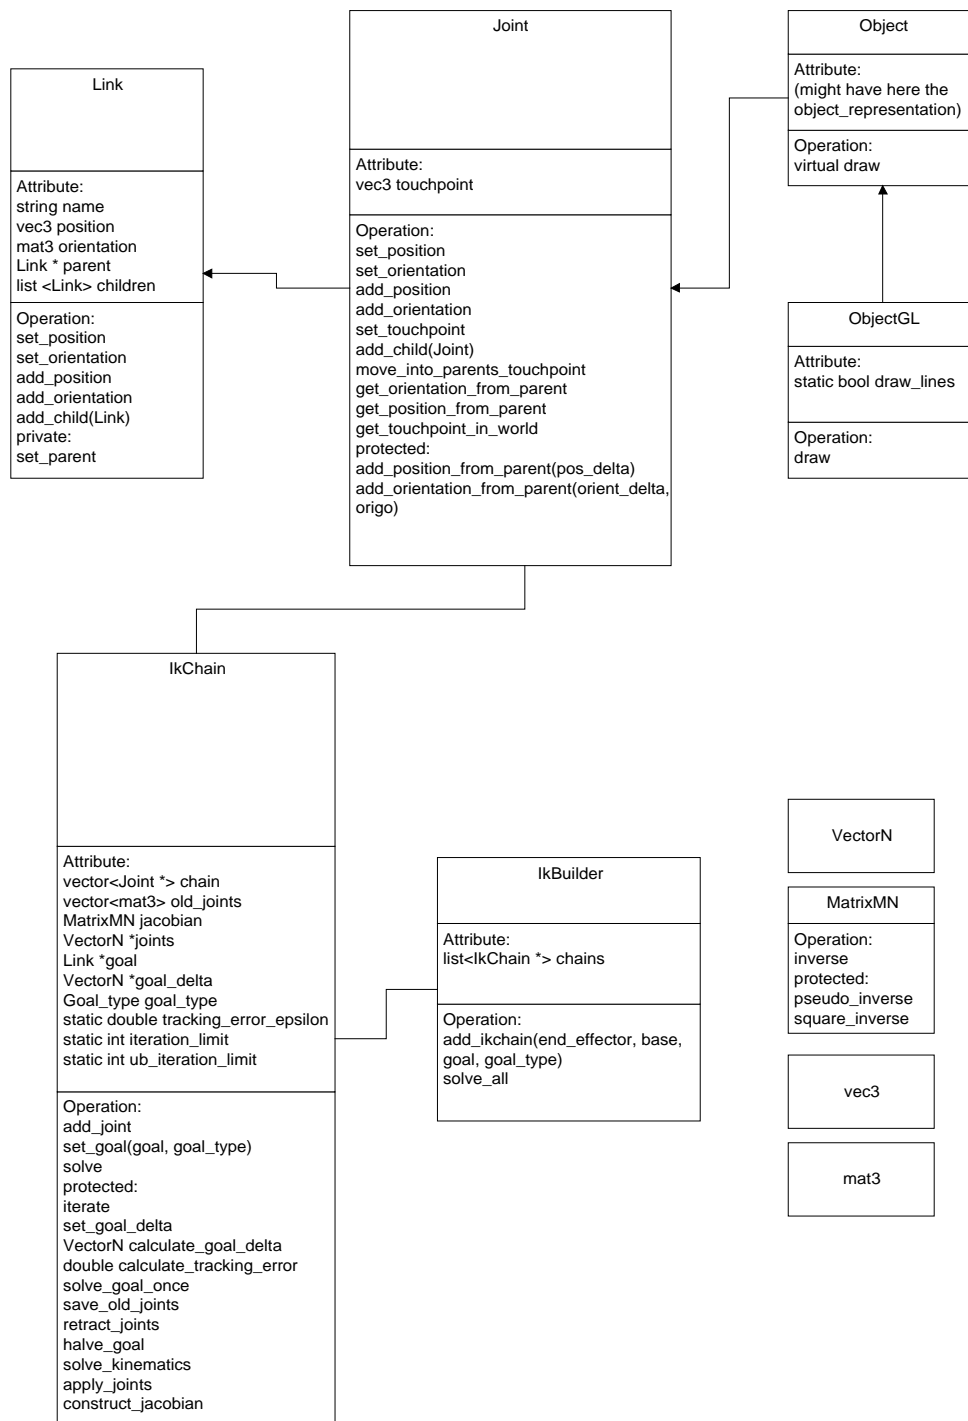 Link
Attribute:
string name
vec3 position
mat3 orientation
Link * parent
list <Link> children
Operation:
set_position
set_orientation
add_position
add_orientation
add_child(Link)
private:
set_parent
Joint
Attribute:
vec3 touchpoint
Operation:
set_position
set_orientation
add_position
add_orientation
set_touchpoint
add_child(Joint)
move_into_parents_touchpoint
get_orientation_from_parent
get_position_from_parent
get_touchpoint_in_world
protected:
add_position_from_parent(pos_delta)
add_orientation_from_parent(orient_delta,
origo)
Object
Attribute:
(might have here the
object_representation)
Operation:
virtual draw
ObjectGL
Attribute:
static bool draw_lines
Operation:
draw
IkChain
Attribute:
vector<Joint *> chain
vector<mat3> old_joints
MatrixMN jacobian
VectorN *joints
Link *goal
VectorN *goal_delta
Goal_type goal_type
static double tracking_error_epsilon
static int iteration_limit
static int ub_iteration_limit
Operation:
add_joint
set_goal(goal, goal_type)
solve
protected:
iterate
set_goal_delta
VectorN calculate_goal_delta
double calculate_tracking_error
solve_goal_once
save_old_joints
retract_joints
halve_goal
solve_kinematics
apply_joints
construct_jacobian
IkBuilder
Attribute:
list<IkChain *> chains
Operation:
add_ikchain(end_effector, base,
goal, goal_type)
solve_all
VectorN
MatrixMN
Operation:
inverse
protected:
pseudo_inverse
square_inverse
vec3
mat3